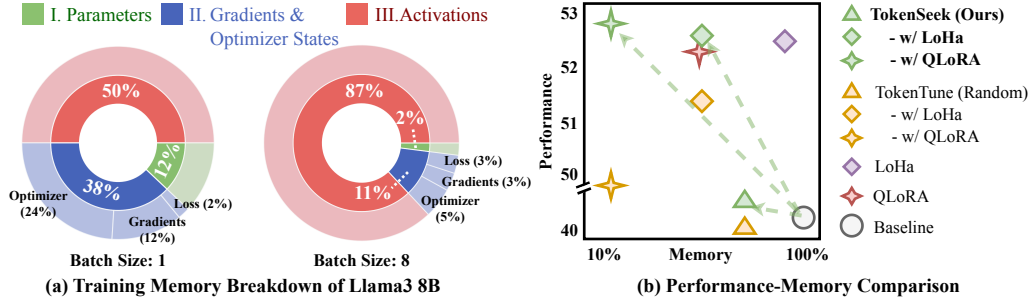 I. Parameters
II. Gradients &
Optimizer States
III.Activations
50%
12%
38%
Optimizer
(24%)
Gradients
(12%)
Loss (2%)
Batch Size: 1
87%
2%
11%
Loss (3%)
Gradients (3%)
Optimizer
(5%)
Batch Size: 8
(a) Training Memory Breakdown of Llama3 8B
Performance
53
52
51
50
40
10%
Memory
100%
TokenSeek (Ours)
- w/ LoHa
- w/ QLoRA
TokenTune (Random)
- w/ LoHa
- w/ QLoRA
LoHa
QLoRA
Baseline
(b) Performance-Memory Comparison